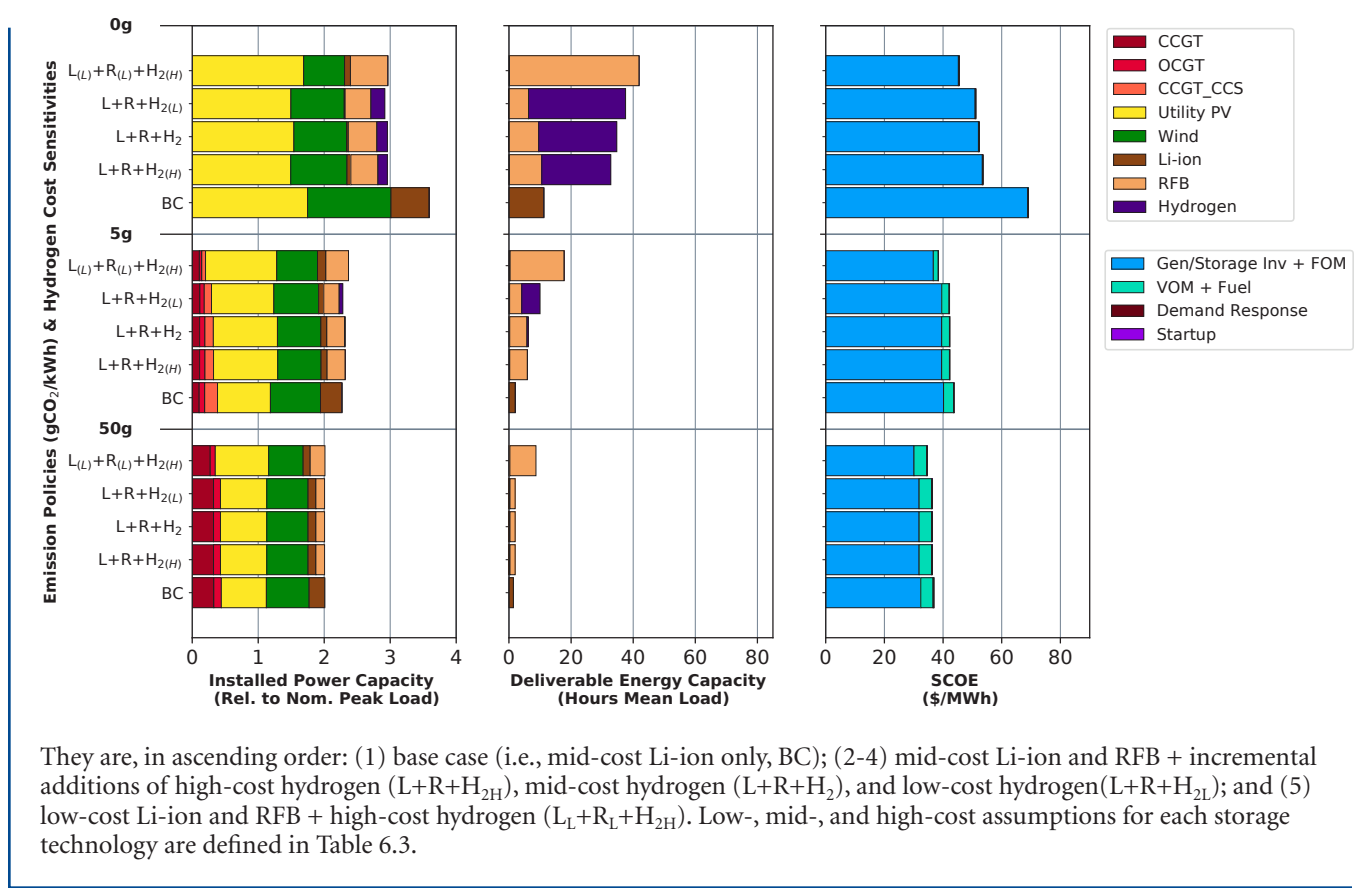 Emission Policies (gCO₂/kWh) & Hydrogen Cost Sensitivities
0g
L(L)+R(L)+H2(H)
L+R+H2(L)
L+R+H2
L+R+H2(H)
BC
5g
L(L)+R(L)+H2(H)
L+R+H2(L)
L+R+H2
L+R+H2(H)
BC
50g
L(L)+R(L)+H2(H)
L+R+H2(L)
L+R+H2
L+R+H2(H)
BC
0 1 2 3 4
Installed Power Capacity
(Rel. to Nom. Peak Load)
0 20 40 60 80
Deliverable Energy Capacity
(Hours Mean Load)
0 20 40 60 80
SCOE
($/MWh)
CCGT
OCGT
CCGT_CCS
Utility PV
Wind
Li-ion
RFB
Hydrogen
Gen/Storage Inv + FOM
VOM + Fuel
Demand Response
Startup
They are, in ascending order: (1) base case (i.e., mid-cost Li-ion only, BC); (2-4) mid-cost Li-ion and RFB + incremental
additions of high-cost hydrogen (L+R+H2H), mid-cost hydrogen (L+R+H2), and low-cost hydrogen(L+R+H2L); and (5)
low-cost Li-ion and RFB + high-cost hydrogen (LL+RL+H2H). Low-, mid-, and high-cost assumptions for each storage
technology are defined in Table 6.3.